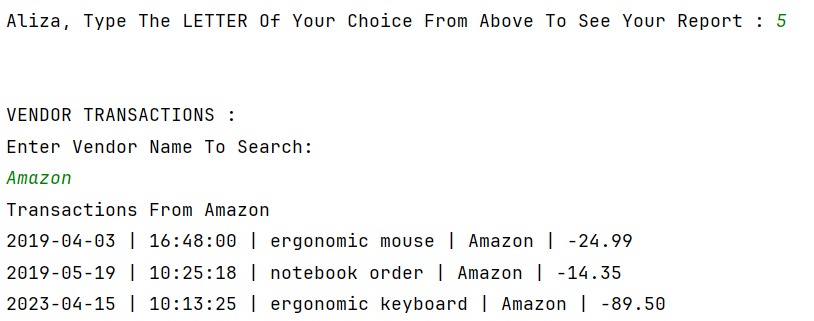 Aliza, Type The LETTER Of Your Choice From Above To See Your Report : 5
VENDOR TRANSACTIONS :
Enter Vendor Name To Search:
Amazon
Transactions From Amazon
2019-04-03 | 16:48:00 | ergonomic mouse | Amazon | -24.99
2019-05-19 | 10:25:18 | notebook order | Amazon | -14.35
2023-04-15 | 10:13:25 | ergonomic keyboard | Amazon | -89.50